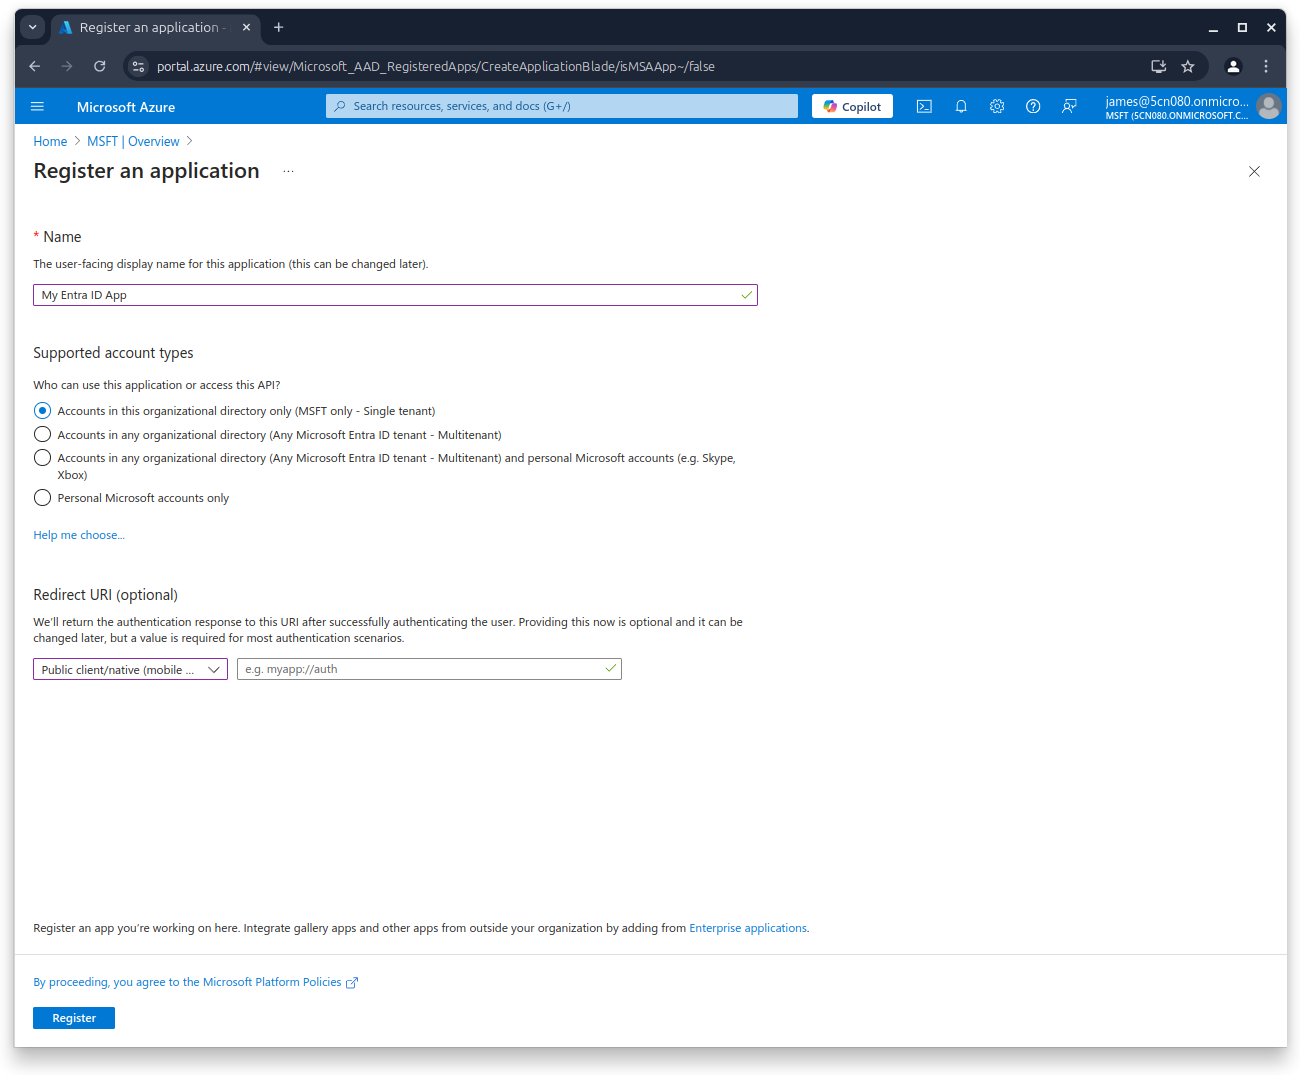 Register an application -
portal.azure.com/#view/Microsoft_AAD_RegisteredApps/CreateApplicationBlade/isMSAApp~/false
Microsoft Azure
Search resources, services, and docs (G+/)
Copilot
james@5cn080.onmicro...
MSFT (5CN080.ONMICROSOFT.C...
Home > MSFT | Overview >
Register an application ...
* Name
The user-facing display name for this application (this can be changed later).
My Entra ID App
Supported account types
Who can use this application or access this API?
Accounts in this organizational directory only (MSFT only - Single tenant)
Accounts in any organizational directory (Any Microsoft Entra ID tenant - Multitenant)
Accounts in any organizational directory (Any Microsoft Entra ID tenant - Multitenant) and personal Microsoft accounts (e.g. Skype,
Xbox)
Personal Microsoft accounts only
Help me choose...
Redirect URI (optional)
We'll return the authentication response to this URI after successfully authenticating the user. Providing this now is optional and it can be
changed later, but a value is required for most authentication scenarios.
Public client/native (mobile ...
e.g. myapp://auth
Register an app you're working on here. Integrate gallery apps and other apps from outside your organization by adding from Enterprise applications.
By proceeding, you agree to the Microsoft Platform Policies
Register